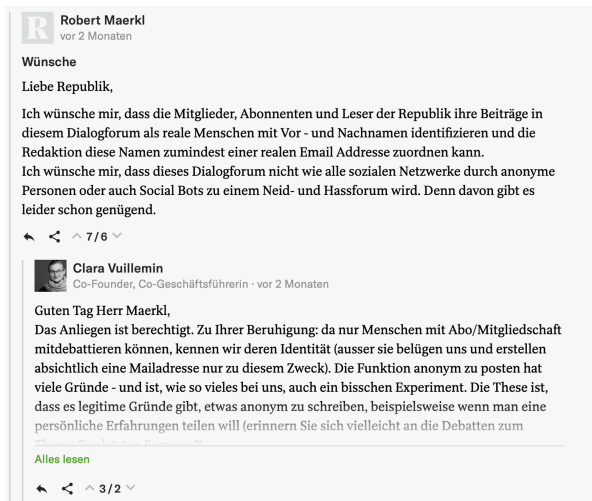 R
Robert Maerkl
vor 2 Monaten
Wünsche
Liebe Republik,
Ich wünsche mir, dass die Mitglieder, Abonnenten und Leser der Republik ihre Beiträge in
diesem Dialogforum als reale Menschen mit Vor - und Nachnamen identifizieren und die
Redaktion diese Namen zumindest einer realen Email Addresse zuordnen kann.
Ich wünsche mir, dass dieses Dialogforum nicht wie alle sozialen Netzwerke durch anonyme
Personen oder auch Social Bots zu einem Neid- und Hassforum wird. Denn davon gibt es
leider schon genügend.
7/6
Clara Vuillemin
Co-Founder, Co-Geschäftsführerin · vor 2 Monaten
Guten Tag Herr Maerkl,
Das Anliegen ist berechtigt. Zu Ihrer Beruhigung: da nur Menschen mit Abo/Mitgliedschaft
mitdebattieren können, kennen wir deren Identität (ausser sie belügen uns und erstellen
absichtlich eine Mailadresse nur zu diesem Zweck). Die Funktion anonym zu posten hat
viele Gründe - und ist, wie so vieles bei uns, auch ein bisschen Experiment. Die These ist,
dass es legitime Gründe gibt, etwas anonym zu schreiben, beispielsweise wenn man eine
persönliche Erfahrungen teilen will (erinnern Sie sich vielleicht an die Debatten zum
Alles lesen
3/2